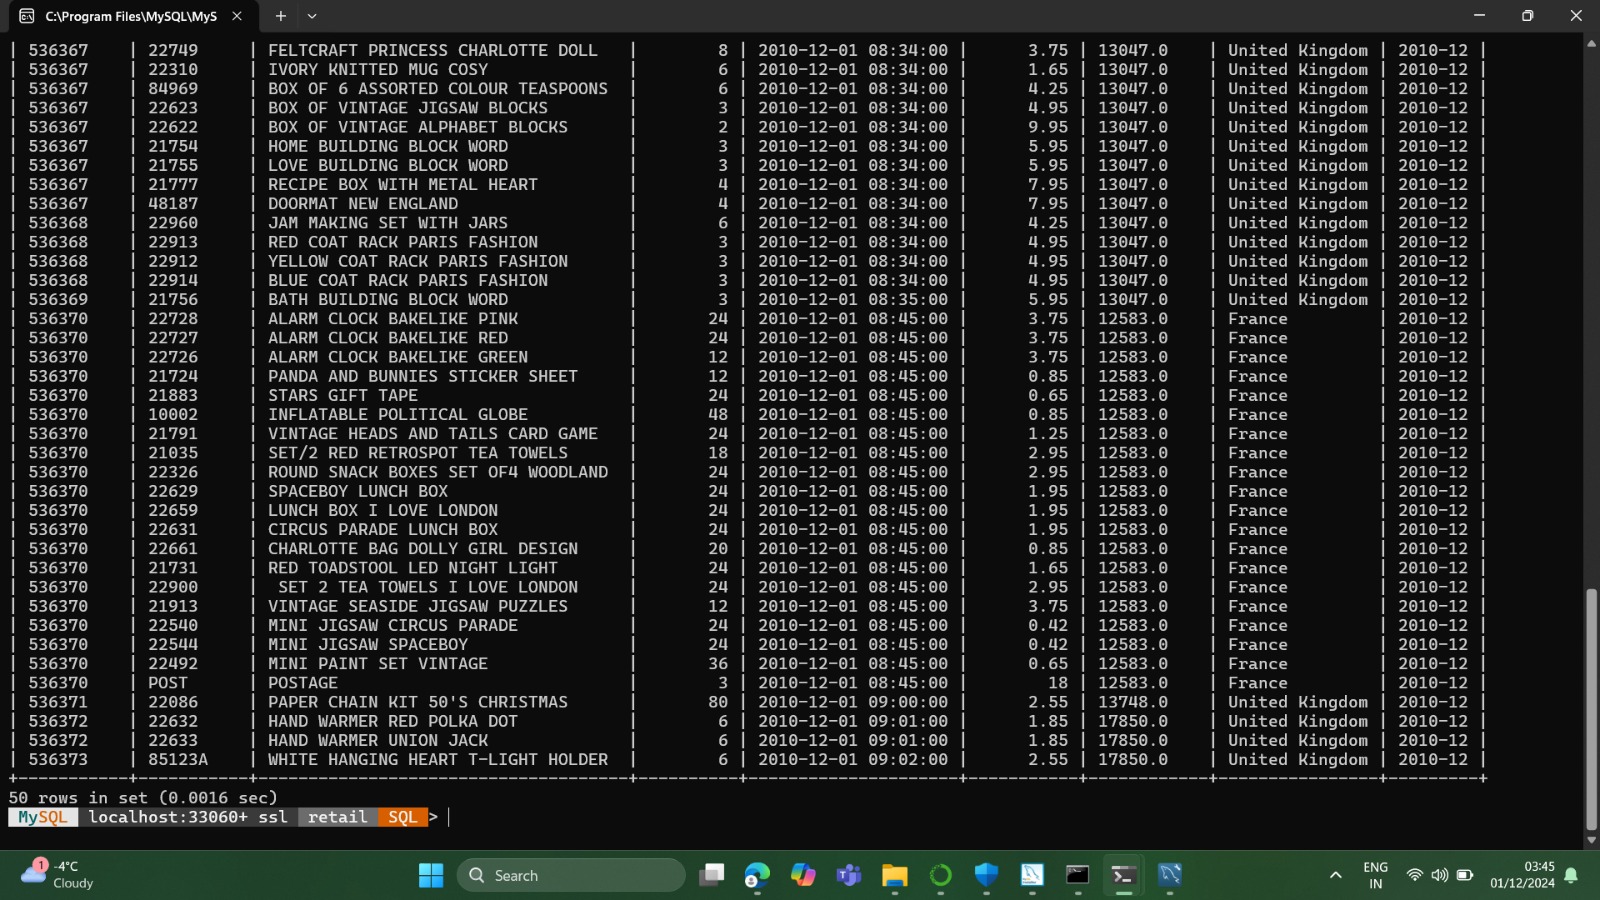 C:\Program Files\MySQL\MyS
| 536367 | 22749 | FELTCRAFT PRINCESS CHARLOTTE DOLL | 8 | 2010-12-01 08:34:00 | 3.75 | 13047.0 | United Kingdom | 2010-12 |
| 536367 | 22310 | IVORY KNITTED MUG COSY | 6 | 2010-12-01 08:34:00 | 1.65 | 13047.0 | United Kingdom | 2010-12 |
| 536367 | 84969 | BOX OF 6 ASSORTED COLOUR TEASPOONS | 6 | 2010-12-01 08:34:00 | 4.25 | 13047.0 | United Kingdom | 2010-12 |
| 536367 | 22623 | BOX OF VINTAGE JIGSAW BLOCKS | 3 | 2010-12-01 08:34:00 | 4.95 | 13047.0 | United Kingdom | 2010-12 |
| 536367 | 22622 | BOX OF VINTAGE ALPHABET BLOCKS | 2 | 2010-12-01 08:34:00 | 9.95 | 13047.0 | United Kingdom | 2010-12 |
| 536367 | 21754 | HOME BUILDING BLOCK WORD | 3 | 2010-12-01 08:34:00 | 5.95 | 13047.0 | United Kingdom | 2010-12 |
| 536367 | 21755 | LOVE BUILDING BLOCK WORD | 3 | 2010-12-01 08:34:00 | 5.95 | 13047.0 | United Kingdom | 2010-12 |
| 536367 | 21777 | RECIPE BOX WITH METAL HEART | 4 | 2010-12-01 08:34:00 | 7.95 | 13047.0 | United Kingdom | 2010-12 |
| 536367 | 48187 | DOORMAT NEW ENGLAND | 4 | 2010-12-01 08:34:00 | 7.95 | 13047.0 | United Kingdom | 2010-12 |
| 536368 | 22960 | JAM MAKING SET WITH JARS | 6 | 2010-12-01 08:34:00 | 4.25 | 13047.0 | United Kingdom | 2010-12 |
| 536368 | 22913 | RED COAT RACK PARIS FASHION | 3 | 2010-12-01 08:34:00 | 4.95 | 13047.0 | United Kingdom | 2010-12 |
| 536368 | 22912 | YELLOW COAT RACK PARIS FASHION | 3 | 2010-12-01 08:34:00 | 4.95 | 13047.0 | United Kingdom | 2010-12 |
| 536368 | 22914 | BLUE COAT RACK PARIS FASHION | 3 | 2010-12-01 08:34:00 | 4.95 | 13047.0 | United Kingdom | 2010-12 |
| 536369 | 21756 | BATH BUILDING BLOCK WORD | 3 | 2010-12-01 08:35:00 | 5.95 | 13047.0 | United Kingdom | 2010-12 |
| 536370 | 22728 | ALARM CLOCK BAKELIKE PINK | 24 | 2010-12-01 08:45:00 | 3.75 | 12583.0 | France | 2010-12 |
| 536370 | 22727 | ALARM CLOCK BAKELIKE RED | 24 | 2010-12-01 08:45:00 | 3.75 | 12583.0 | France | 2010-12 |
| 536370 | 22726 | ALARM CLOCK BAKELIKE GREEN | 12 | 2010-12-01 08:45:00 | 3.75 | 12583.0 | France | 2010-12 |
| 536370 | 21724 | PANDA AND BUNNIES STICKER SHEET | 12 | 2010-12-01 08:45:00 | 0.85 | 12583.0 | France | 2010-12 |
| 536370 | 21883 | STARS GIFT TAPE | 24 | 2010-12-01 08:45:00 | 0.65 | 12583.0 | France | 2010-12 |
| 536370 | 10002 | INFLATABLE POLITICAL GLOBE | 48 | 2010-12-01 08:45:00 | 0.85 | 12583.0 | France | 2010-12 |
| 536370 | 21791 | VINTAGE HEADS AND TAILS CARD GAME | 24 | 2010-12-01 08:45:00 | 1.25 | 12583.0 | France | 2010-12 |
| 536370 | 21035 | SET/2 RED RETROSPOT TEA TOWELS | 18 | 2010-12-01 08:45:00 | 2.95 | 12583.0 | France | 2010-12 |
| 536370 | 22326 | ROUND SNACK BOXES SET OF4 WOODLAND | 24 | 2010-12-01 08:45:00 | 2.95 | 12583.0 | France | 2010-12 |
| 536370 | 22629 | SPACEBOY LUNCH BOX | 24 | 2010-12-01 08:45:00 | 1.95 | 12583.0 | France | 2010-12 |
| 536370 | 22659 | LUNCH BOX I LOVE LONDON | 24 | 2010-12-01 08:45:00 | 1.95 | 12583.0 | France | 2010-12 |
| 536370 | 22631 | CIRCUS PARADE LUNCH BOX | 24 | 2010-12-01 08:45:00 | 1.95 | 12583.0 | France | 2010-12 |
| 536370 | 22661 | CHARLOTTE BAG DOLLY GIRL DESIGN | 20 | 2010-12-01 08:45:00 | 0.85 | 12583.0 | France | 2010-12 |
| 536370 | 21731 | RED TOADSTOOL LED NIGHT LIGHT | 24 | 2010-12-01 08:45:00 | 1.65 | 12583.0 | France | 2010-12 |
| 536370 | 22900 |  SET 2 TEA TOWELS I LOVE LONDON | 24 | 2010-12-01 08:45:00 | 2.95 | 12583.0 | France | 2010-12 |
| 536370 | 21913 | VINTAGE SEASIDE JIGSAW PUZZLES | 12 | 2010-12-01 08:45:00 | 3.75 | 12583.0 | France | 2010-12 |
| 536370 | 22540 | MINI JIGSAW CIRCUS PARADE | 24 | 2010-12-01 08:45:00 | 0.42 | 12583.0 | France | 2010-12 |
| 536370 | 22544 | MINI JIGSAW SPACEBOY | 24 | 2010-12-01 08:45:00 | 0.42 | 12583.0 | France | 2010-12 |
| 536370 | 22492 | MINI PAINT SET VINTAGE | 36 | 2010-12-01 08:45:00 | 0.65 | 12583.0 | France | 2010-12 |
| 536370 | POST | POSTAGE | 3 | 2010-12-01 08:45:00 | 18 | 12583.0 | France | 2010-12 |
| 536371 | 22086 | PAPER CHAIN KIT 50'S CHRISTMAS | 80 | 2010-12-01 09:00:00 | 2.55 | 13748.0 | United Kingdom | 2010-12 |
| 536372 | 22632 | HAND WARMER RED POLKA DOT | 6 | 2010-12-01 09:01:00 | 1.85 | 17850.0 | United Kingdom | 2010-12 |
| 536372 | 22633 | HAND WARMER UNION JACK | 6 | 2010-12-01 09:01:00 | 1.85 | 17850.0 | United Kingdom | 2010-12 |
| 536373 | 85123A | WHITE HANGING HEART T-LIGHT HOLDER | 6 | 2010-12-01 09:02:00 | 2.55 | 17850.0 | United Kingdom | 2010-12 |
50 rows in set (0.0016 sec)
MySQL localhost:33060+ ssl retail SQL >
1
-4°C
Cloudy
Search
ENG
IN
03:45
01/12/2024